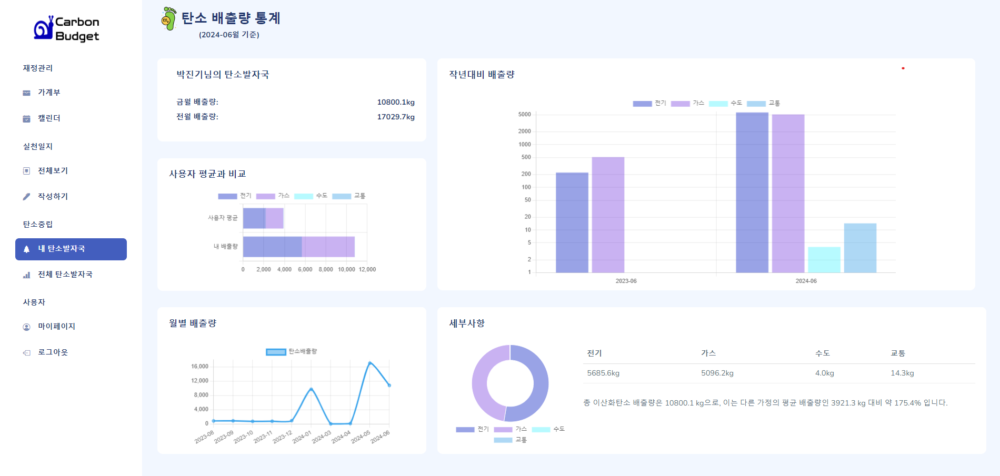 Carbon
Budget
재정관리
가계부
캘린더
실천일지
전체보기
작성하기
탄소중립
내 탄소발자국
전체 탄소발자국
사용자
마이페이지
로그아웃
CO₂
탄소 배출량 통계
(2024-06월 기준)
박진기님의 탄소발자국
금월 배출량: 10800.1kg
전월 배출량: 17029.7kg
사용자 평균과 비교
전기 가스 수도 교통
사용자 평균
내 배출량
0 2,000 4,000 6,000 8,000 10,000 12,000
작년대비 배출량
전기 가스 수도 교통
5000
2000
1000
500
200
100
50
20
10
5
2
1
2023-06 2024-06
월별 배출량
탄소배출량
16,000
12,000
8,000
4,000
0
2023-08 2023-09 2023-10 2023-11 2023-12 2024-01 2024-03 2024-04 2024-05 2024-06
세부사항
전기 가스 수도
교통
전기 가스 수도 교통
5685.6kg 5096.2kg 4.0kg 14.3kg
총 이산화탄소 배출량은 10800.1 kg으로, 이는 다른 가정의 평균 배출량인 3921.3 kg 대비 약 175.4% 입니다.